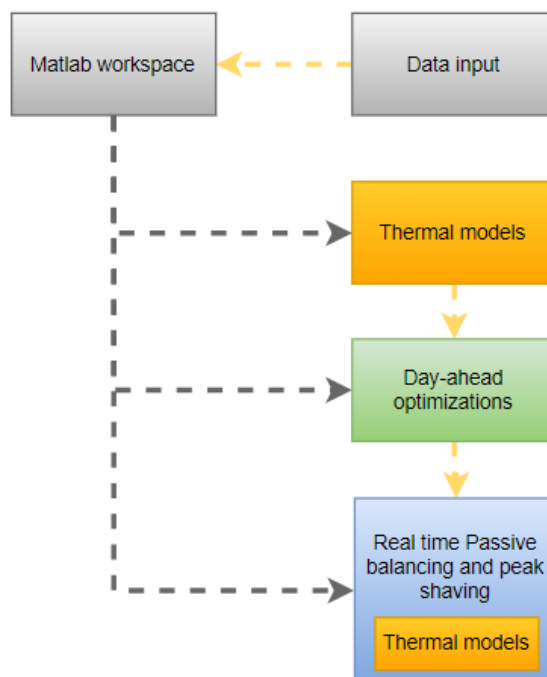 Matlab workspace
Data input
Thermal models
Day-ahead
optimizations
Real time Passive
balancing and peak
shaving
Thermal models